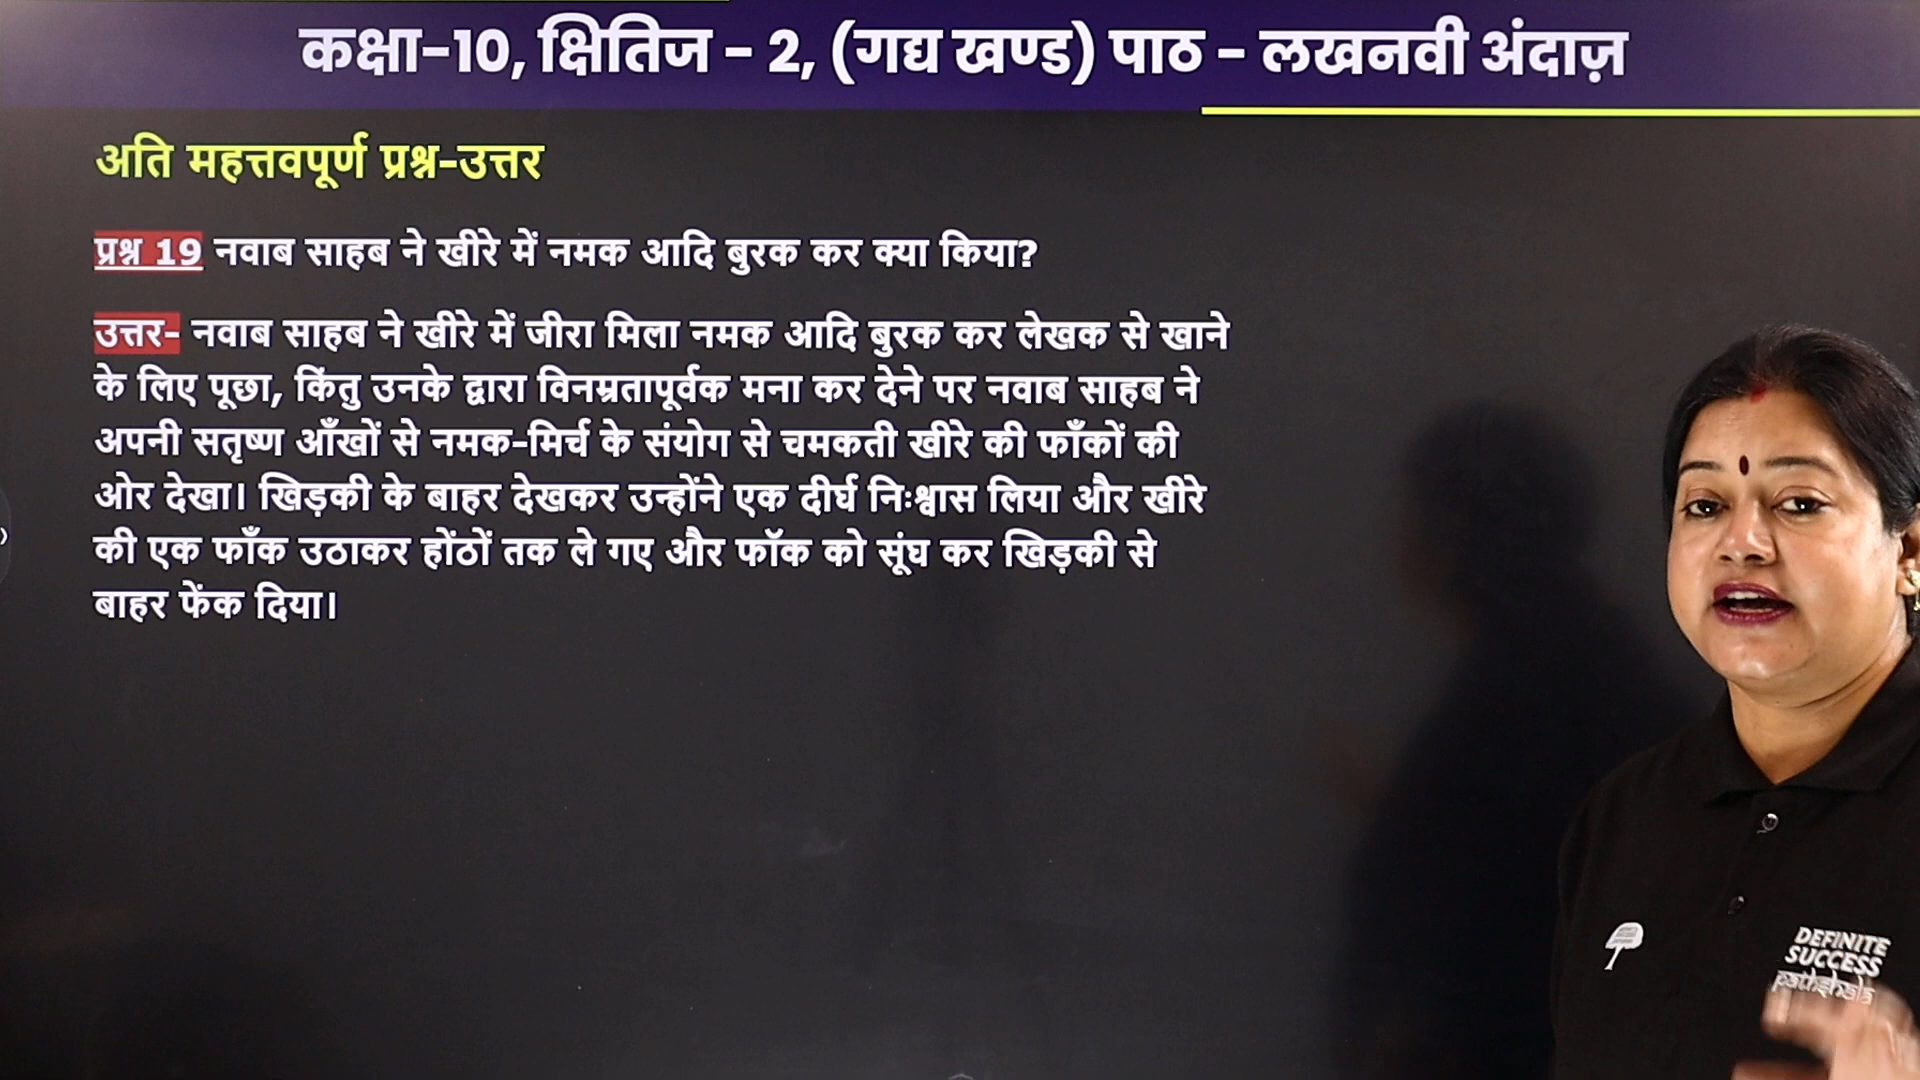 कक्षा-10, क्षितिज - 2, (गद्य खण्ड) पाठ - लखनवी अंदाज़
अति महत्तवपूर्ण प्रश्न-उत्तर
प्रश्न 19 नवाब साहब ने खीरे में नमक आदि बुरक कर क्या किया?
उत्तर- नवाब साहब ने खीरे में जीरा मिला नमक आदि बुरक कर लेखक से खाने
के लिए पूछा, किंतु उनके द्वारा विनम्रतापूर्वक मना कर देने पर नवाब साहब ने
अपनी सतृष्ण आँखों से नमक-मिर्च के संयोग से चमकती खीरे की फाँकों की
ओर देखा। खिड़की के बाहर देखकर उन्होंने एक दीर्घ निःश्वास लिया और खीरे
की एक फाँक उठाकर होंठों तक ले गए और फॉक को सूंघ कर खिड़की से
बाहर फेंक दिया।
DEFINITE
SUCCESS
pathshala